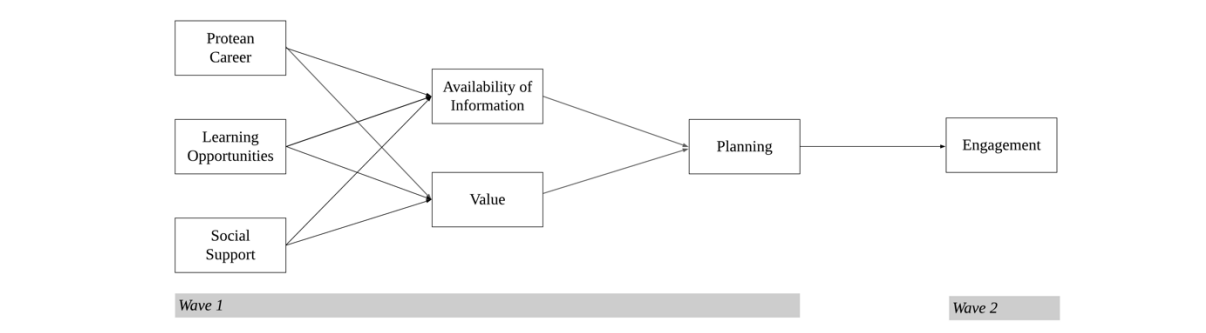 Protean
Career
Learning
Opportunities
Social
Support
Availability of
Information
Value
Planning
Engagement
Wave 1
Wave 2